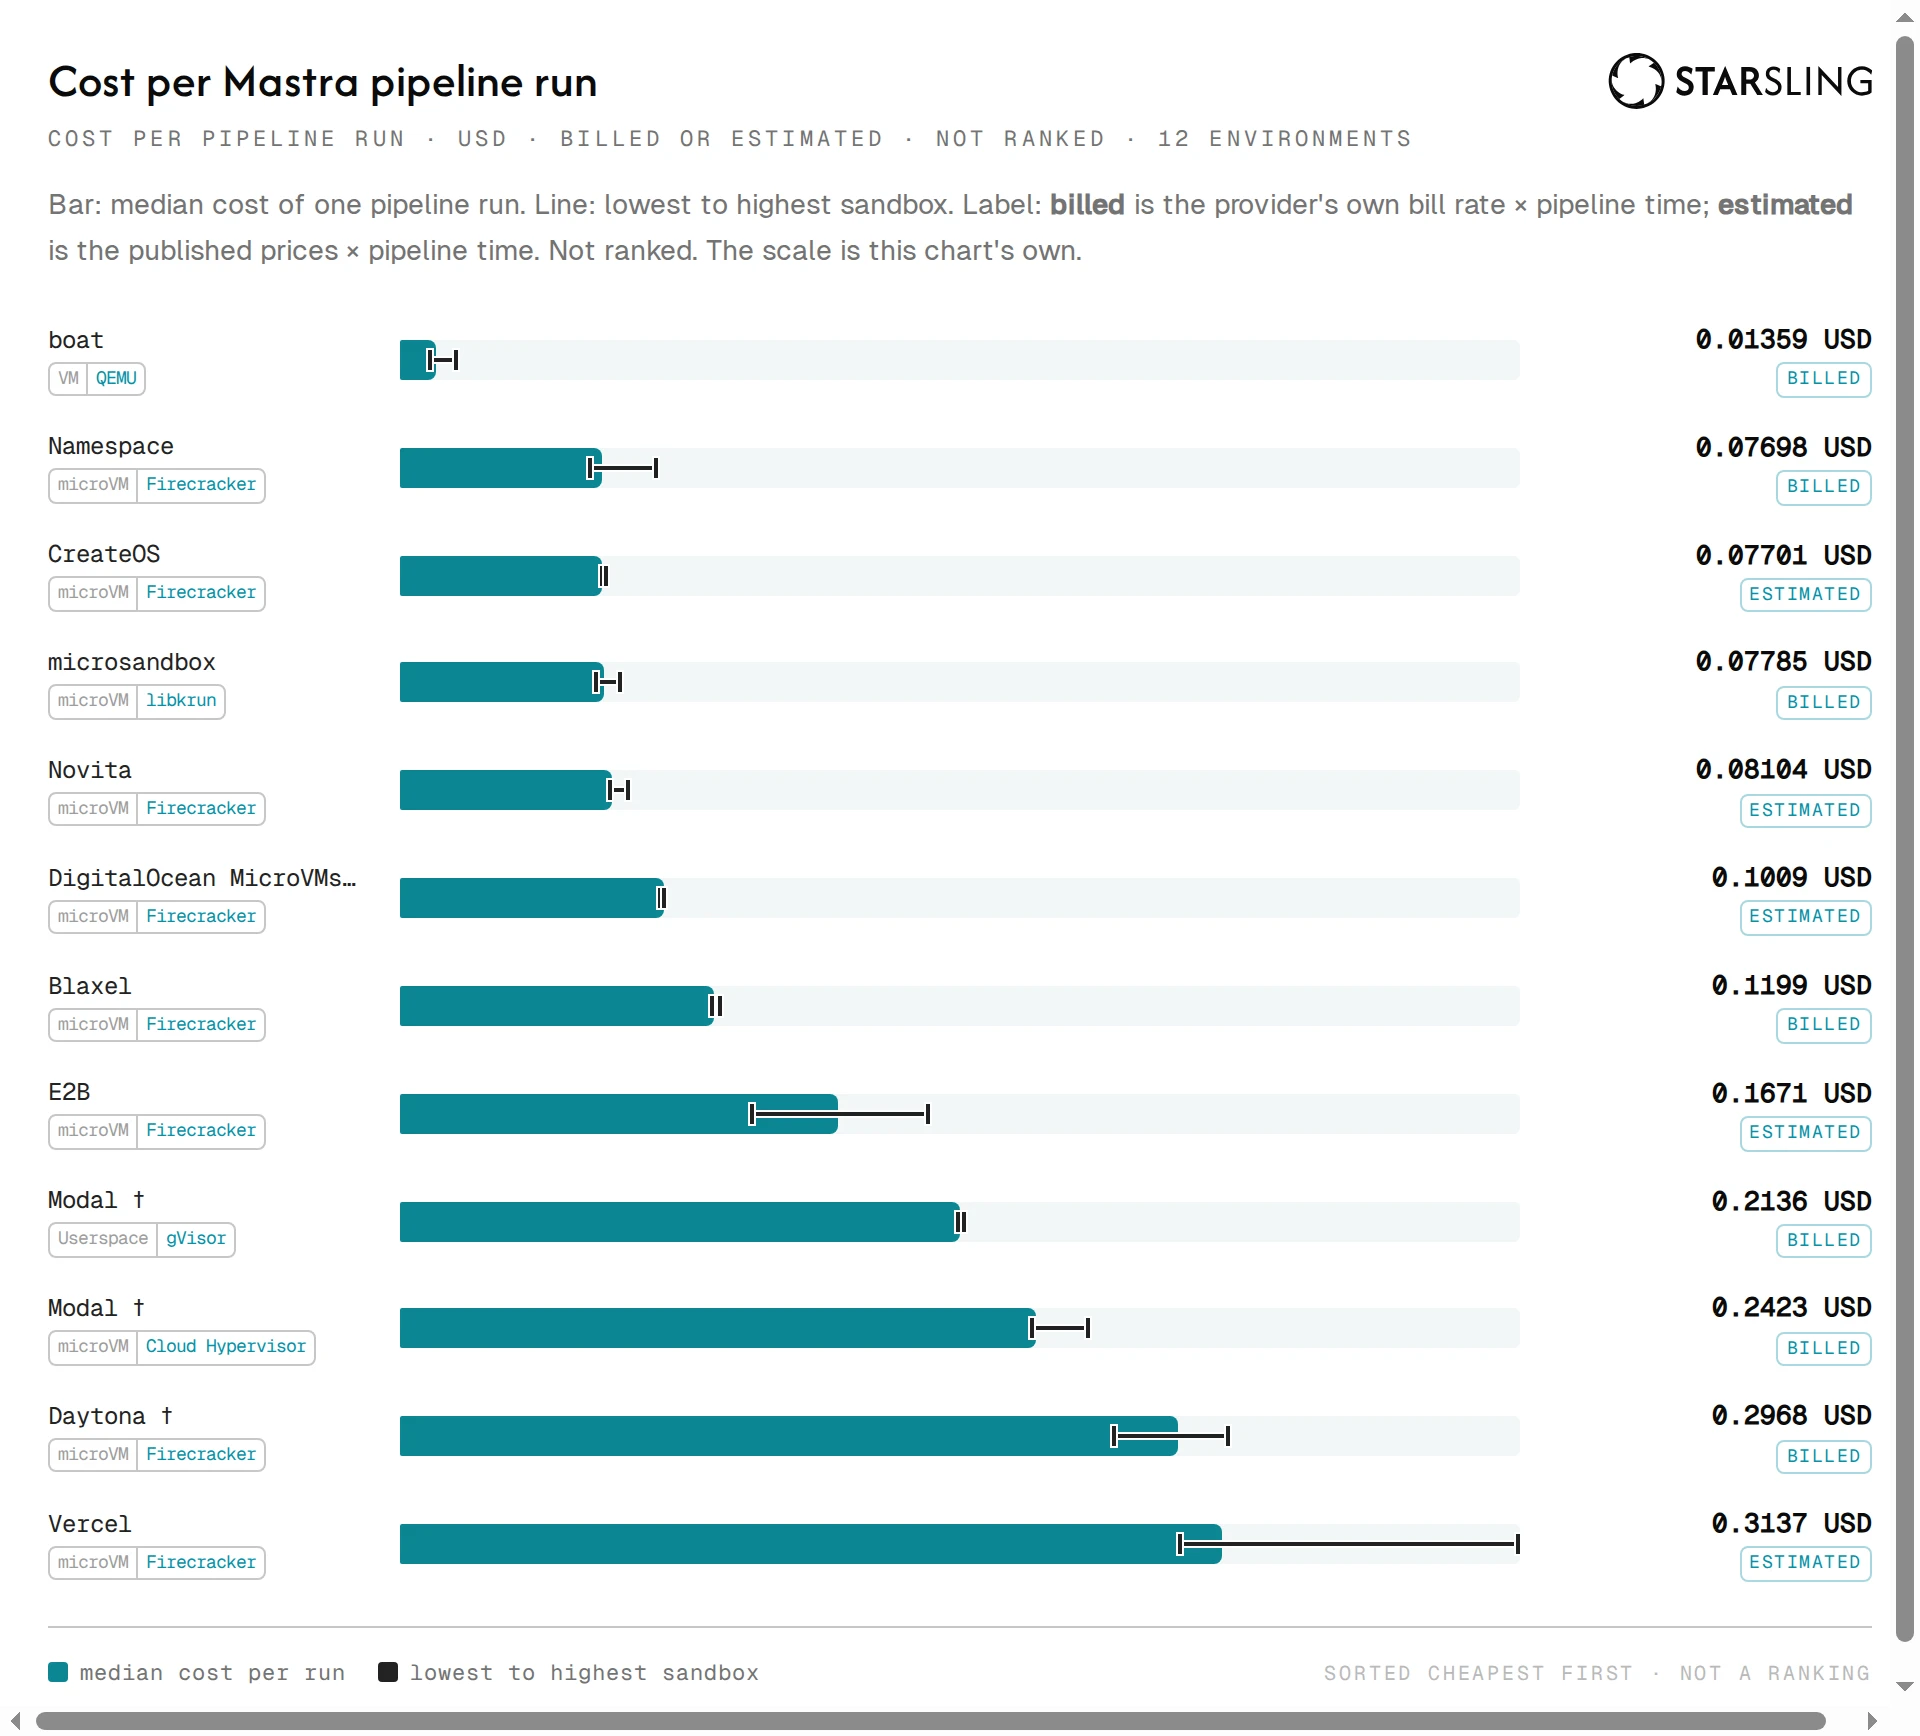 Cost per Mastra pipeline run
STARSLING
COST PER PIPELINE RUN · USD · BILLED OR ESTIMATED · NOT RANKED · 12 ENVIRONMENTS
Bar: median cost of one pipeline run. Line: lowest to highest sandbox. Label: billed is the provider's own bill rate × pipeline time; estimated
is the published prices × pipeline time. Not ranked. The scale is this chart's own.
boat
0.01359 USD
VM QEMU
BILLED
Namespace
0.07698 USD
microVM Firecracker
BILLED
CreateOS
0.07701 USD
microVM Firecracker
ESTIMATED
microsandbox
0.07785 USD
microVM libkrun
BILLED
Novita
0.08104 USD
microVM Firecracker
ESTIMATED
DigitalOcean MicroVMs…
0.1009 USD
microVM Firecracker
ESTIMATED
Blaxel
0.1199 USD
microVM Firecracker
BILLED
E2B
0.1671 USD
microVM Firecracker
ESTIMATED
Modal †
0.2136 USD
Userspace gVisor
BILLED
Modal †
0.2423 USD
microVM Cloud Hypervisor
BILLED
Daytona †
0.2968 USD
microVM Firecracker
BILLED
Vercel
0.3137 USD
microVM Firecracker
ESTIMATED
median cost per run
lowest to highest sandbox
SORTED CHEAPEST FIRST · NOT A RANKING